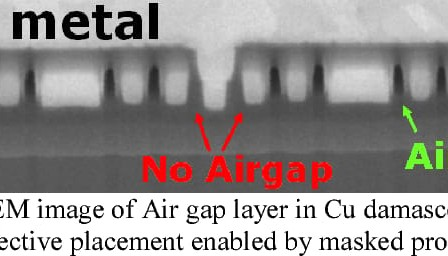 metal
No Airgap
Ai
EM image of Air gap layer in Cu damasc
ective placement enabled by masked pro